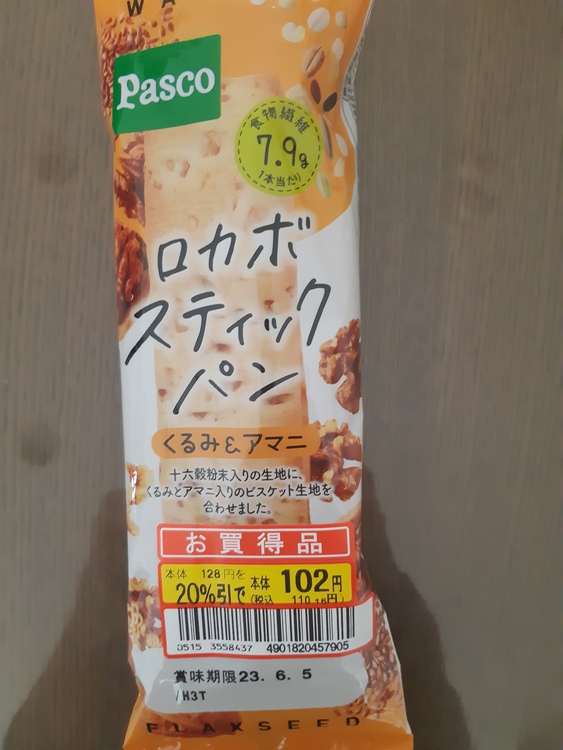 W A
Pasco
食物繊維
7.9g
1本当たり
ロカボ
スティック
パン
くるみ&アマニ
十六穀粉末入りの生地に、
くるみとアマニ入りのビスケット生地を
合わせました。
お買得品
本体 128円を
20%引で 本体 102円
(税込 110.16円)
0515 3558437 4901820457905
賞味期限23.6.5
/H3T
FLAXSEED